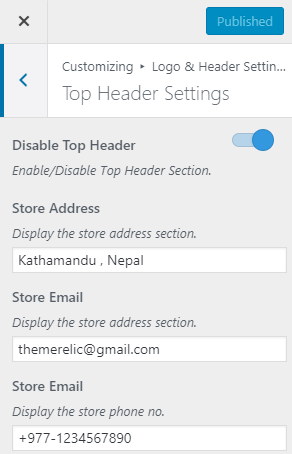 Published
Customizing ▸ Logo & Header Settin...
Top Header Settings
Disable Top Header
Enable/Disable Top Header Section.
Store Address
Display the store address section.
Kathamandu , Nepal
Store Email
Display the store address section.
themerelic@gmail.com
Store Email
Display the store phone no.
+977-1234567890